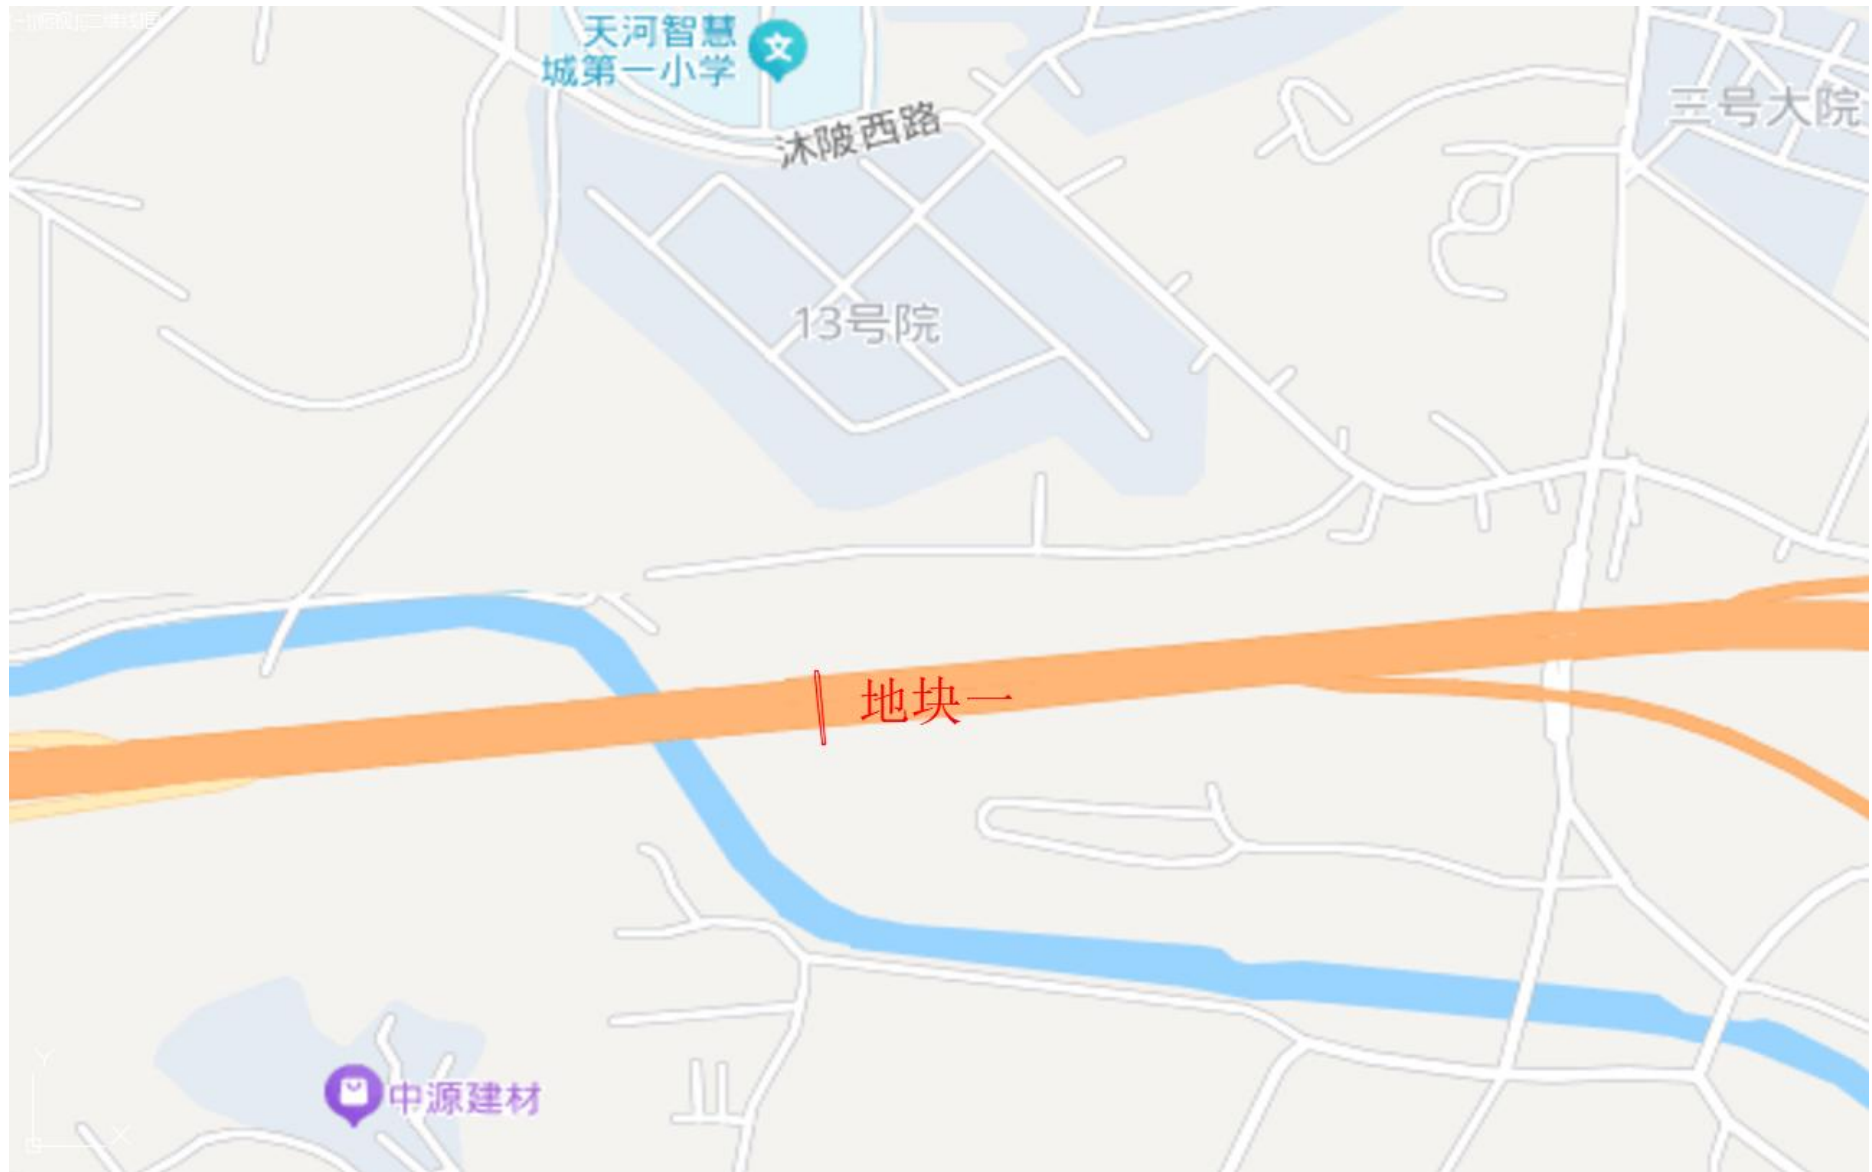 天河智慧
城第一小学
沐陂西路
三号大院
13号院
地块一
中源建材
Y
X